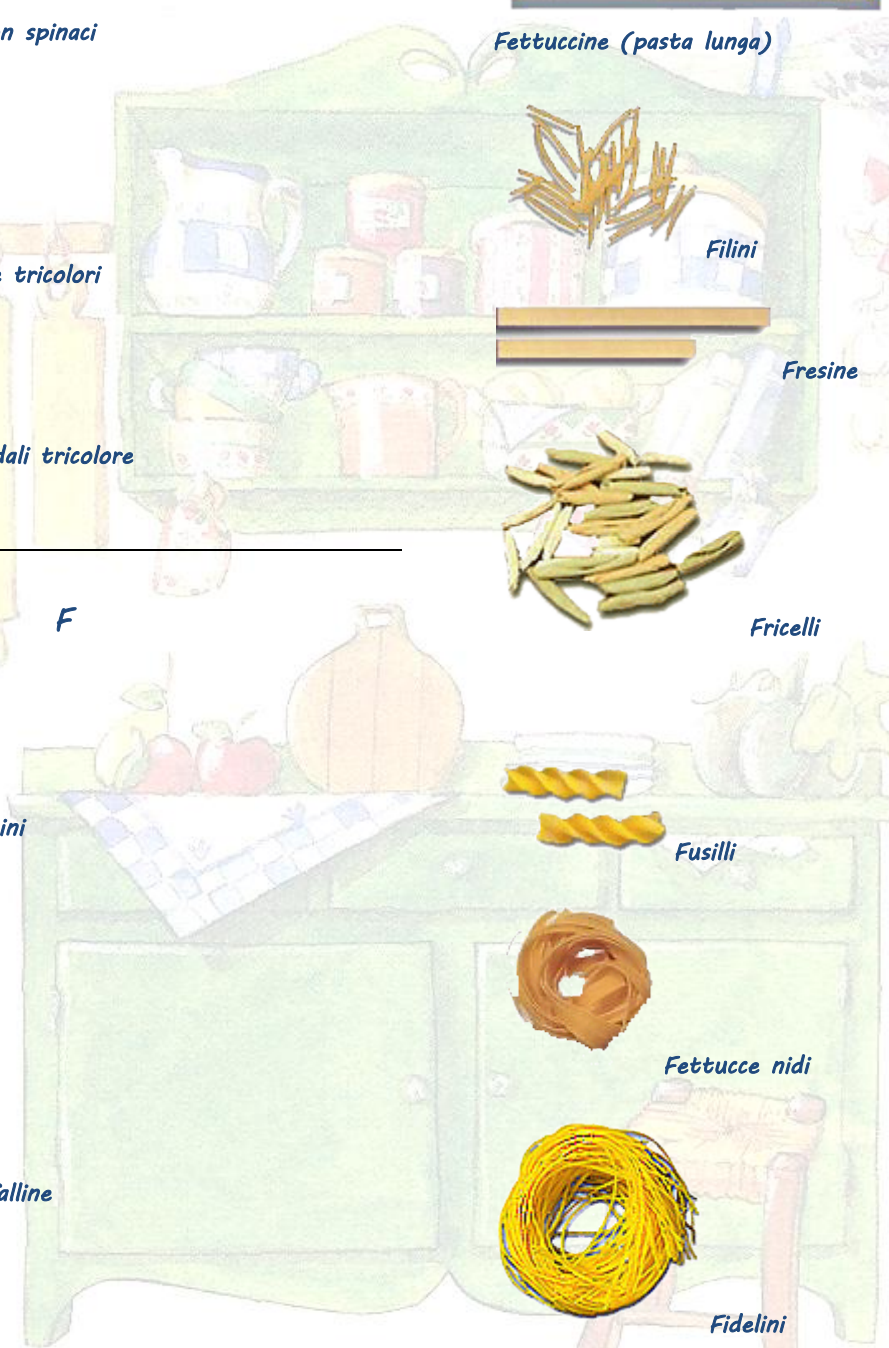 n spinaci
e tricolori
dali tricolore
F
ini
alline
Fettuccine (pasta lunga)
Filini
Fresine
Fricelli
Fusilli
Fettucce nidi
Fidelini